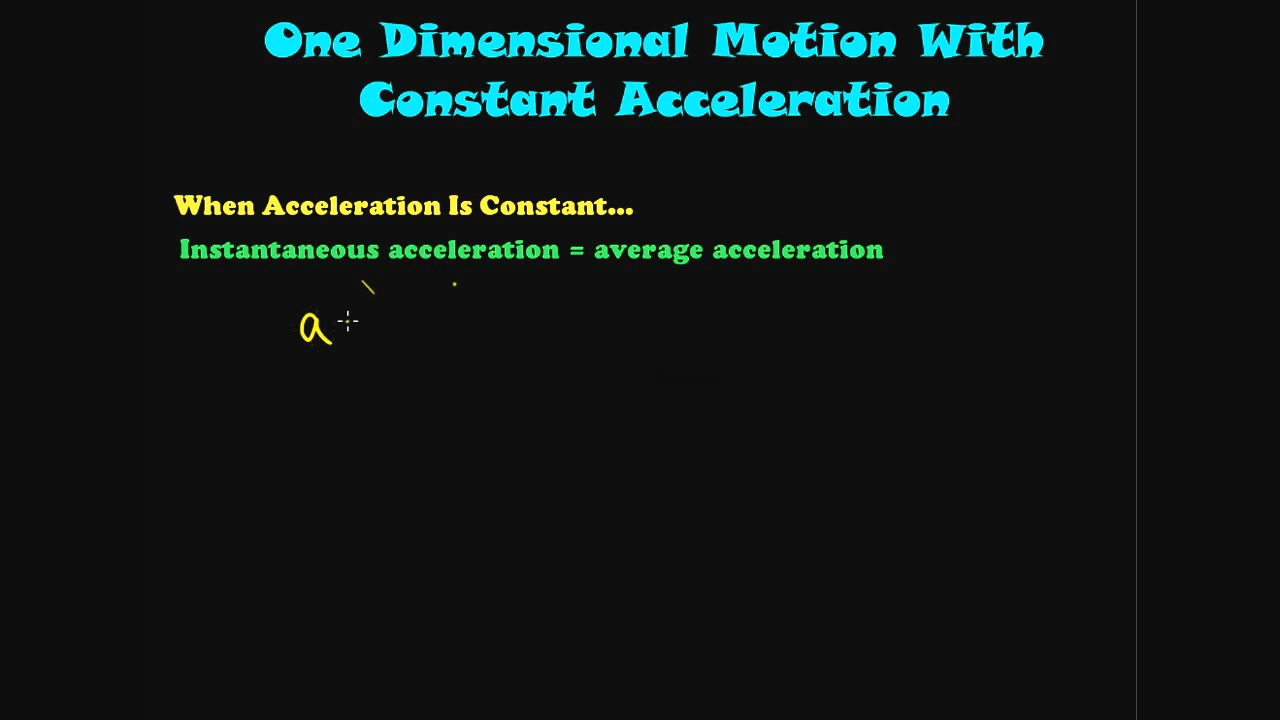 One Dimensional Motion With
Constant Acceleration
When Acceleration Is Constant...
Instantaneous acceleration = average acceleration
a